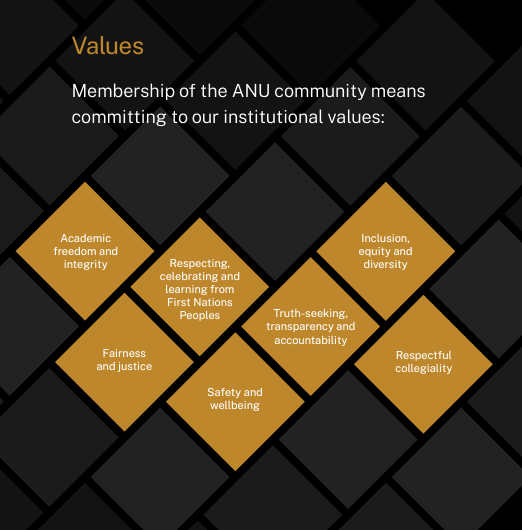 Values
Membership of the ANU community means
committing to our institutional values:
Academic
freedom and
integrity
Respecting,
celebrating and
learning from
First Nations
Peoples
Inclusion,
equity and
diversity
Truth-seeking,
transparency and
accountability
Fairness
and justice
Respectful
collegiality
Safety and
wellbeing